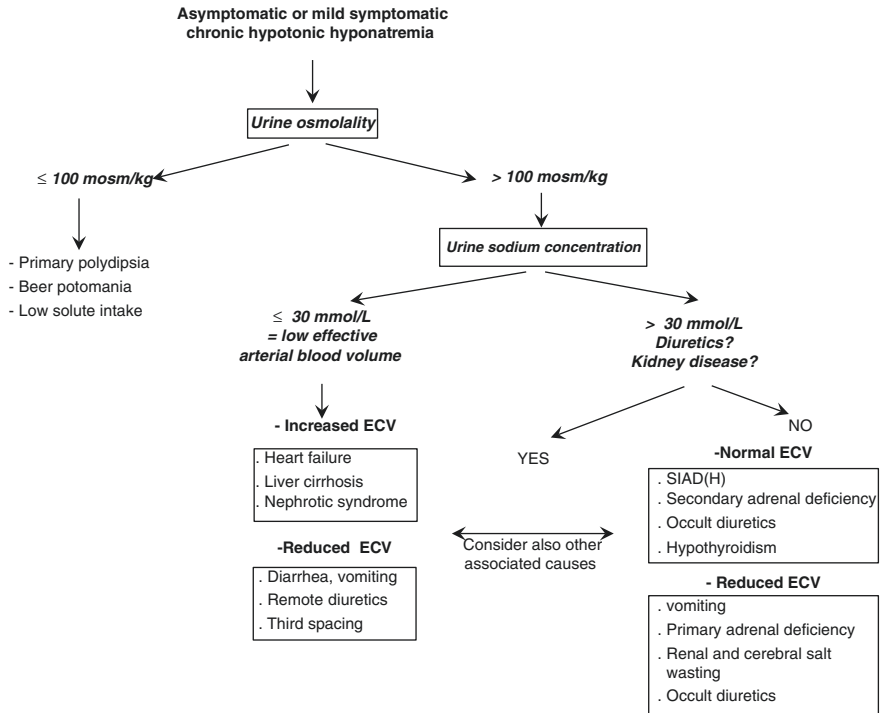 Asymptomatic or mild symptomatic
chronic hypotonic hyponatremia
Urine osmolality
≤ 100 mosm/kg
> 100 mosm/kg
- Primary polydipsia
- Beer potomania
- Low solute intake
Urine sodium concentration
≤ 30 mmol/L
= low effective
arterial blood volume
> 30 mmol/L
Diuretics?
Kidney disease?
- Increased ECV
. Heart failure
. Liver cirrhosis
. Nephrotic syndrome
-Reduced ECV
. Diarrhea, vomiting
. Remote diuretics
. Third spacing
YES
NO
Consider also other
associated causes
-Normal ECV
. SIAD(H)
. Secondary adrenal deficiency
. Occult diuretics
. Hypothyroidism
- Reduced ECV
. vomiting
. Primary adrenal deficiency
. Renal and cerebral salt
wasting
. Occult diuretics